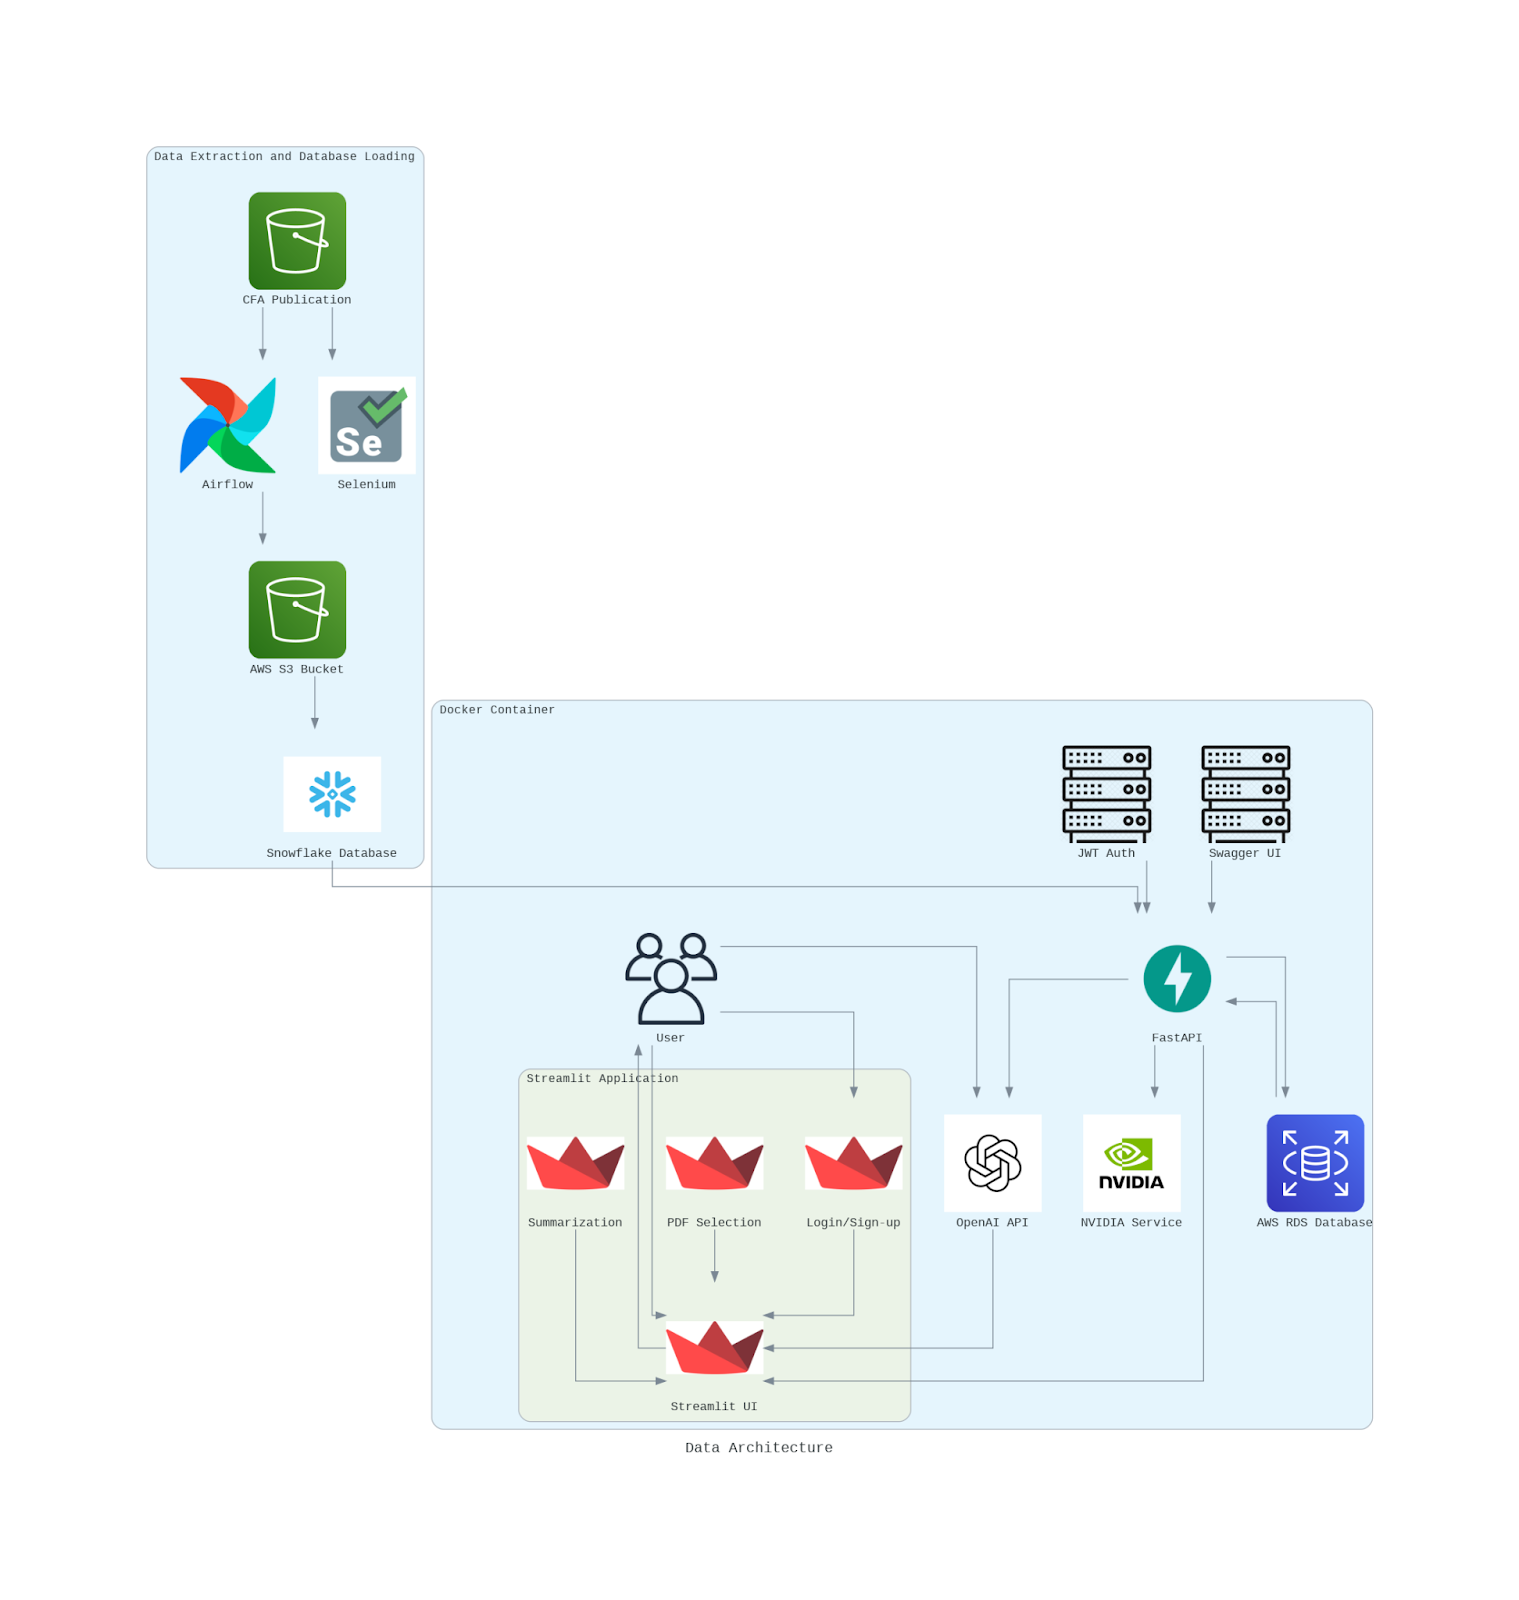 Data Extraction and Database Loading
CFA Publication
Se
Airflow
Selenium
AWS S3 Bucket
Snowflake Database
Docker Container
JWT Auth
Swagger UI
User
FastAPI
Streamlit Application
NVIDIA
Summarization
PDF Selection
Login/Sign-up
OpenAI API
NVIDIA Service
AWS RDS Database
Streamlit UI
Data Architecture